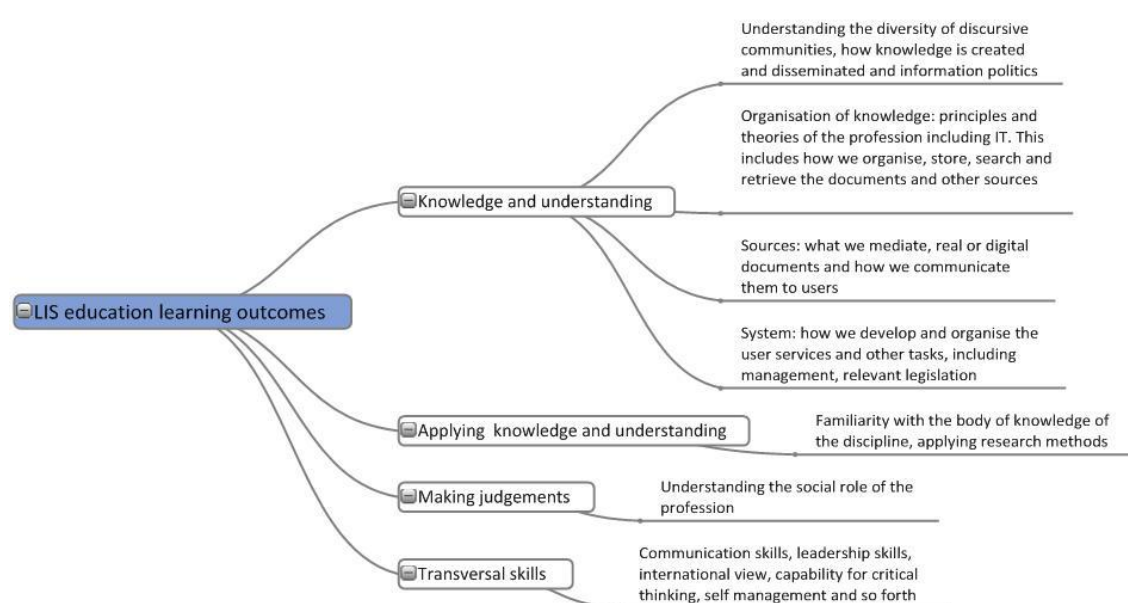 Understanding the diversity of discursive
communities, how knowledge is created
and disseminated and information politics
Organisation of knowledge: principles and
theories of the profession including IT. This
includes how we organise, store, search and
retrieve the documents and other sources
Knowledge and understanding
Sources: what we mediate, real or digital
documents and how we communicate
them to users
LIS education learning outcomes
System: how we develop and organise the
user services and other tasks, including
management, relevant legislation
Applying  knowledge and understanding
Familiarity with the body of knowledge of
the discipline, applying research methods
Making judgements
Understanding the social role of the
profession
Transversal skills
Communication skills, leadership skills,
international view, capability for critical
thinking, self management and so forth